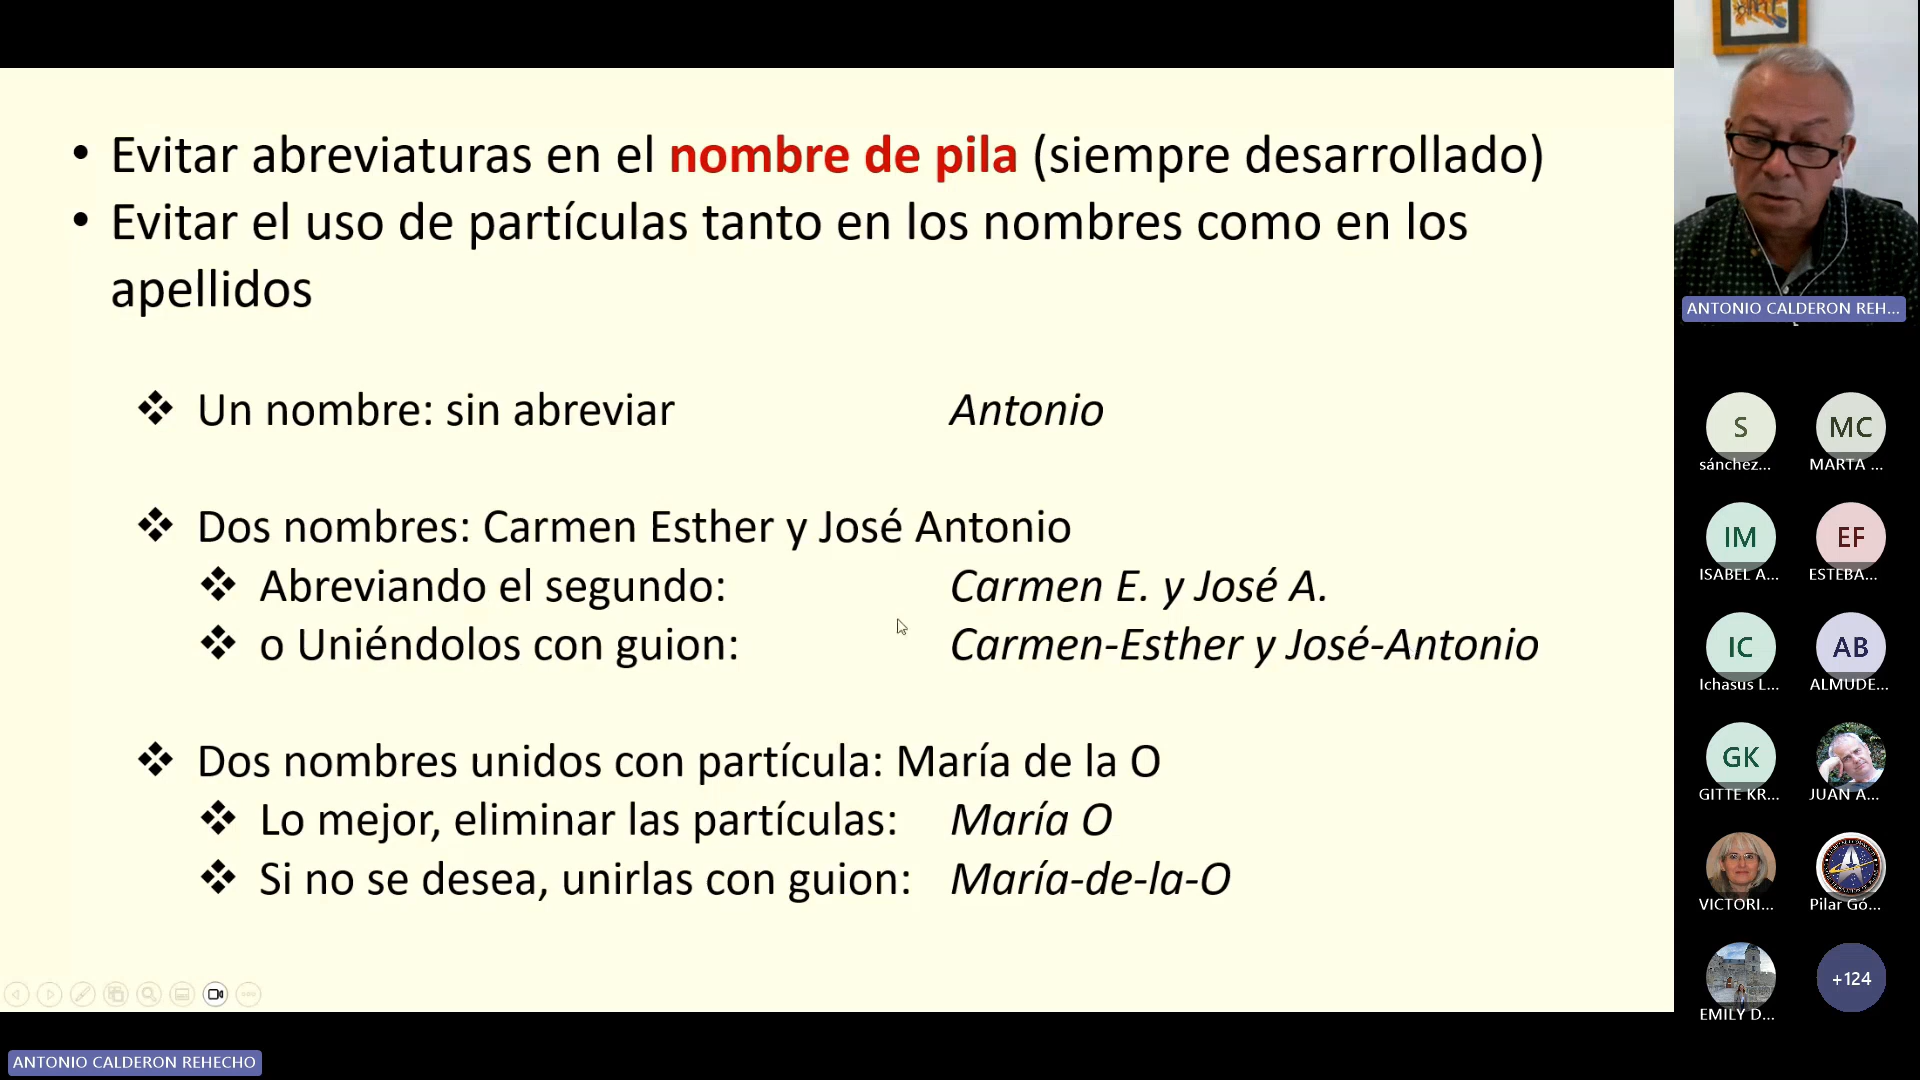 • Evitar abreviaturas en el nombre de pila (siempre desarrollado)
• Evitar el uso de partículas tanto en los nombres como en los
apellidos
❖ Un nombre: sin abreviar Antonio
❖ Dos nombres: Carmen Esther y José Antonio
❖ Abreviando el segundo: Carmen E. y José A.
❖ o Uniéndolos con guion: Carmen-Esther y José-Antonio
❖ Dos nombres unidos con partícula: María de la O
❖ Lo mejor, eliminar las partículas: María O
❖ Si no se desea, unirlas con guion: María-de-la-O
ANTONIO CALDERON REHECHO
ANTONIO CALDERON REH...
S MC
sánchez... MARTA ...
IM EF
ISABEL A... ESTEBA...
IC AB
Ichasus L... ALMUDE...
GK
GITTE KR... JUAN A...
VICTORI... Pilar Gó...
+124
EMILY D...